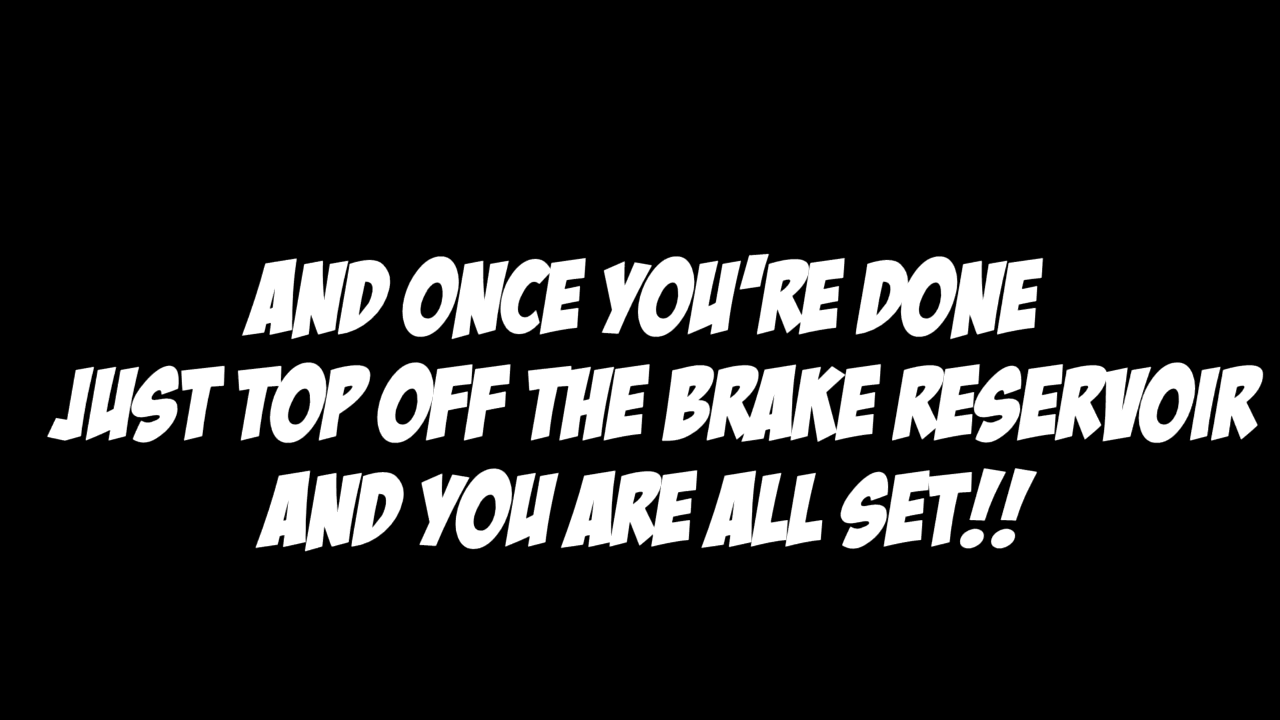 AND ONCE YOU'RE DONE
JUST TOP OFF THE BRAKE RESERVOIR
AND YOU ARE ALL SET!!